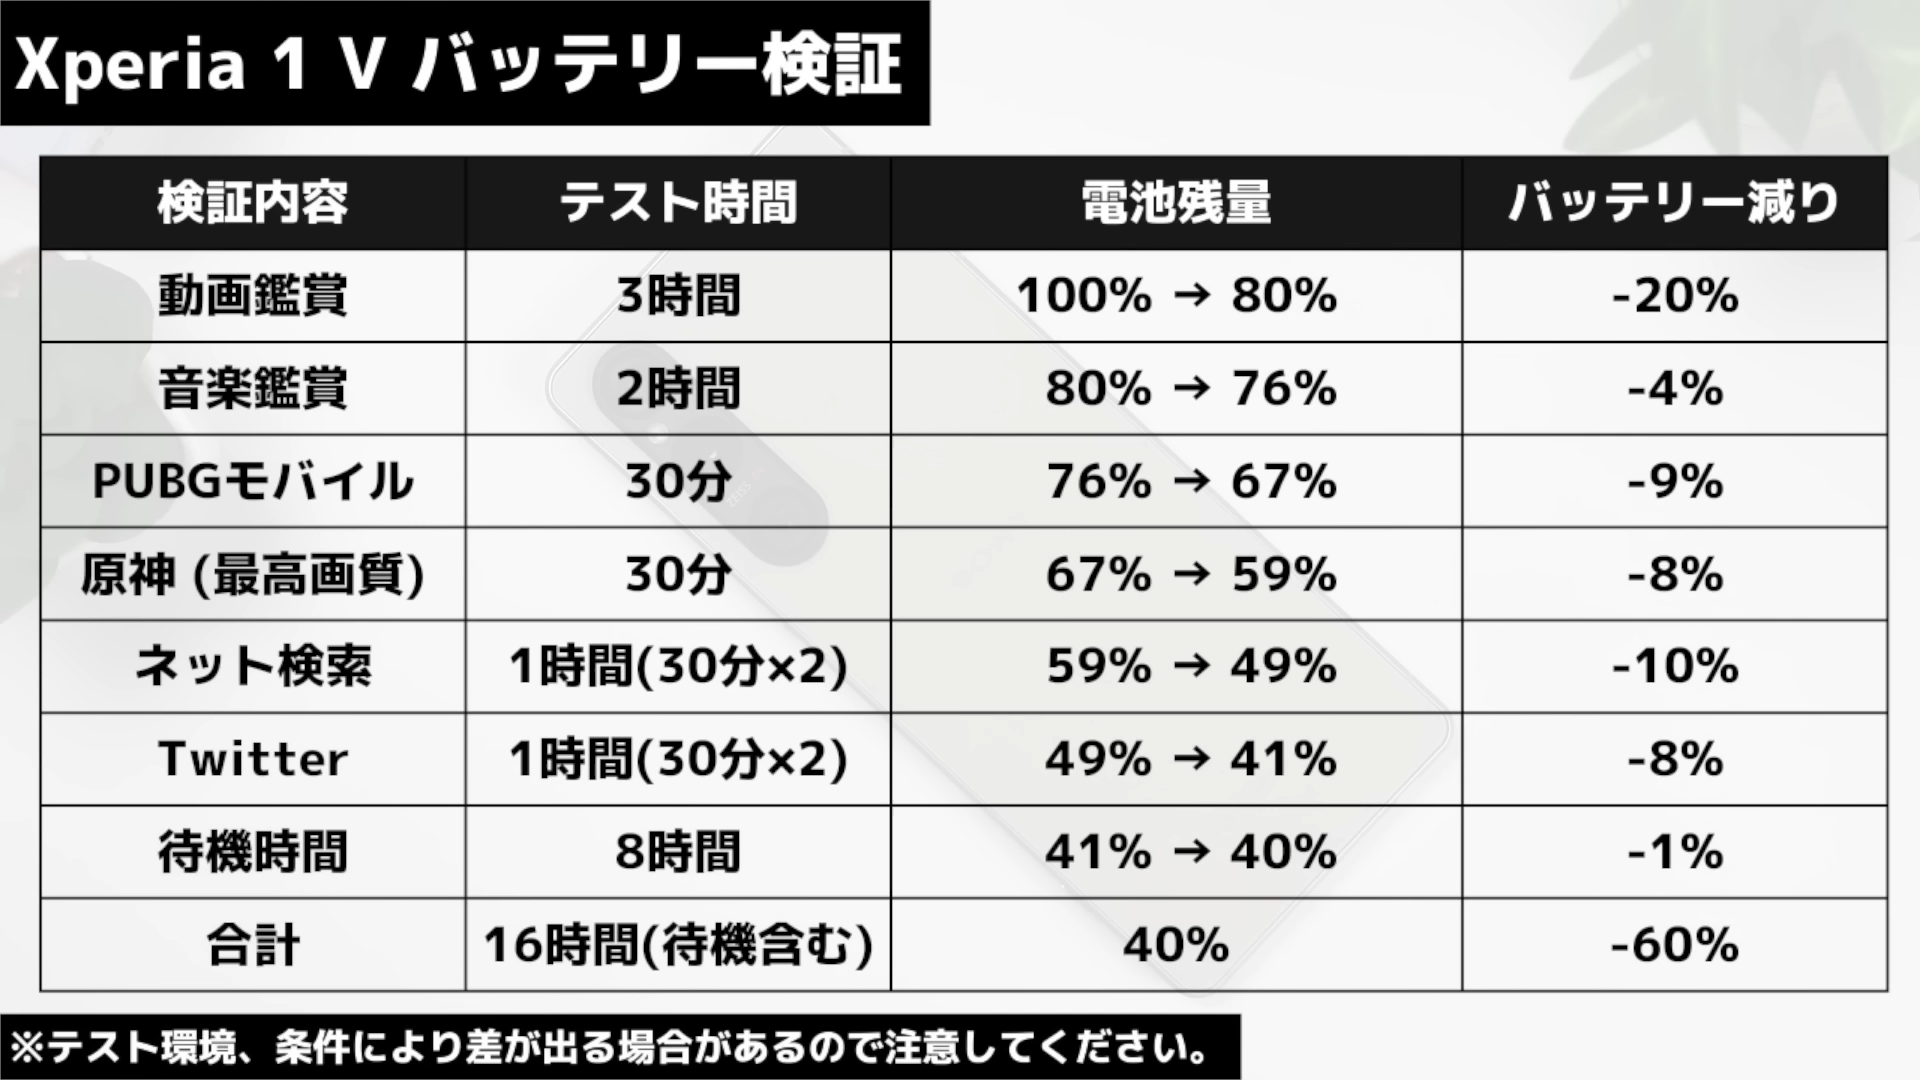 Xperia 1 V バッテリー検証
検証内容 テスト時間 電池残量 バッテリー減り
動画鑑賞 3時間 100% → 80% -20%
音楽鑑賞 2時間 80% → 76% -4%
PUBGモバイル 30分 76% → 67% -9%
原神 (最高画質) 30分 67% → 59% -8%
ネット検索 1時間(30分×2) 59% → 49% -10%
Twitter 1時間(30分×2) 49% → 41% -8%
待機時間 8時間 41% → 40% -1%
合計 16時間(待機含む) 40% -60%
※テスト環境、条件により差が出る場合があるので注意してください。
ZEISS